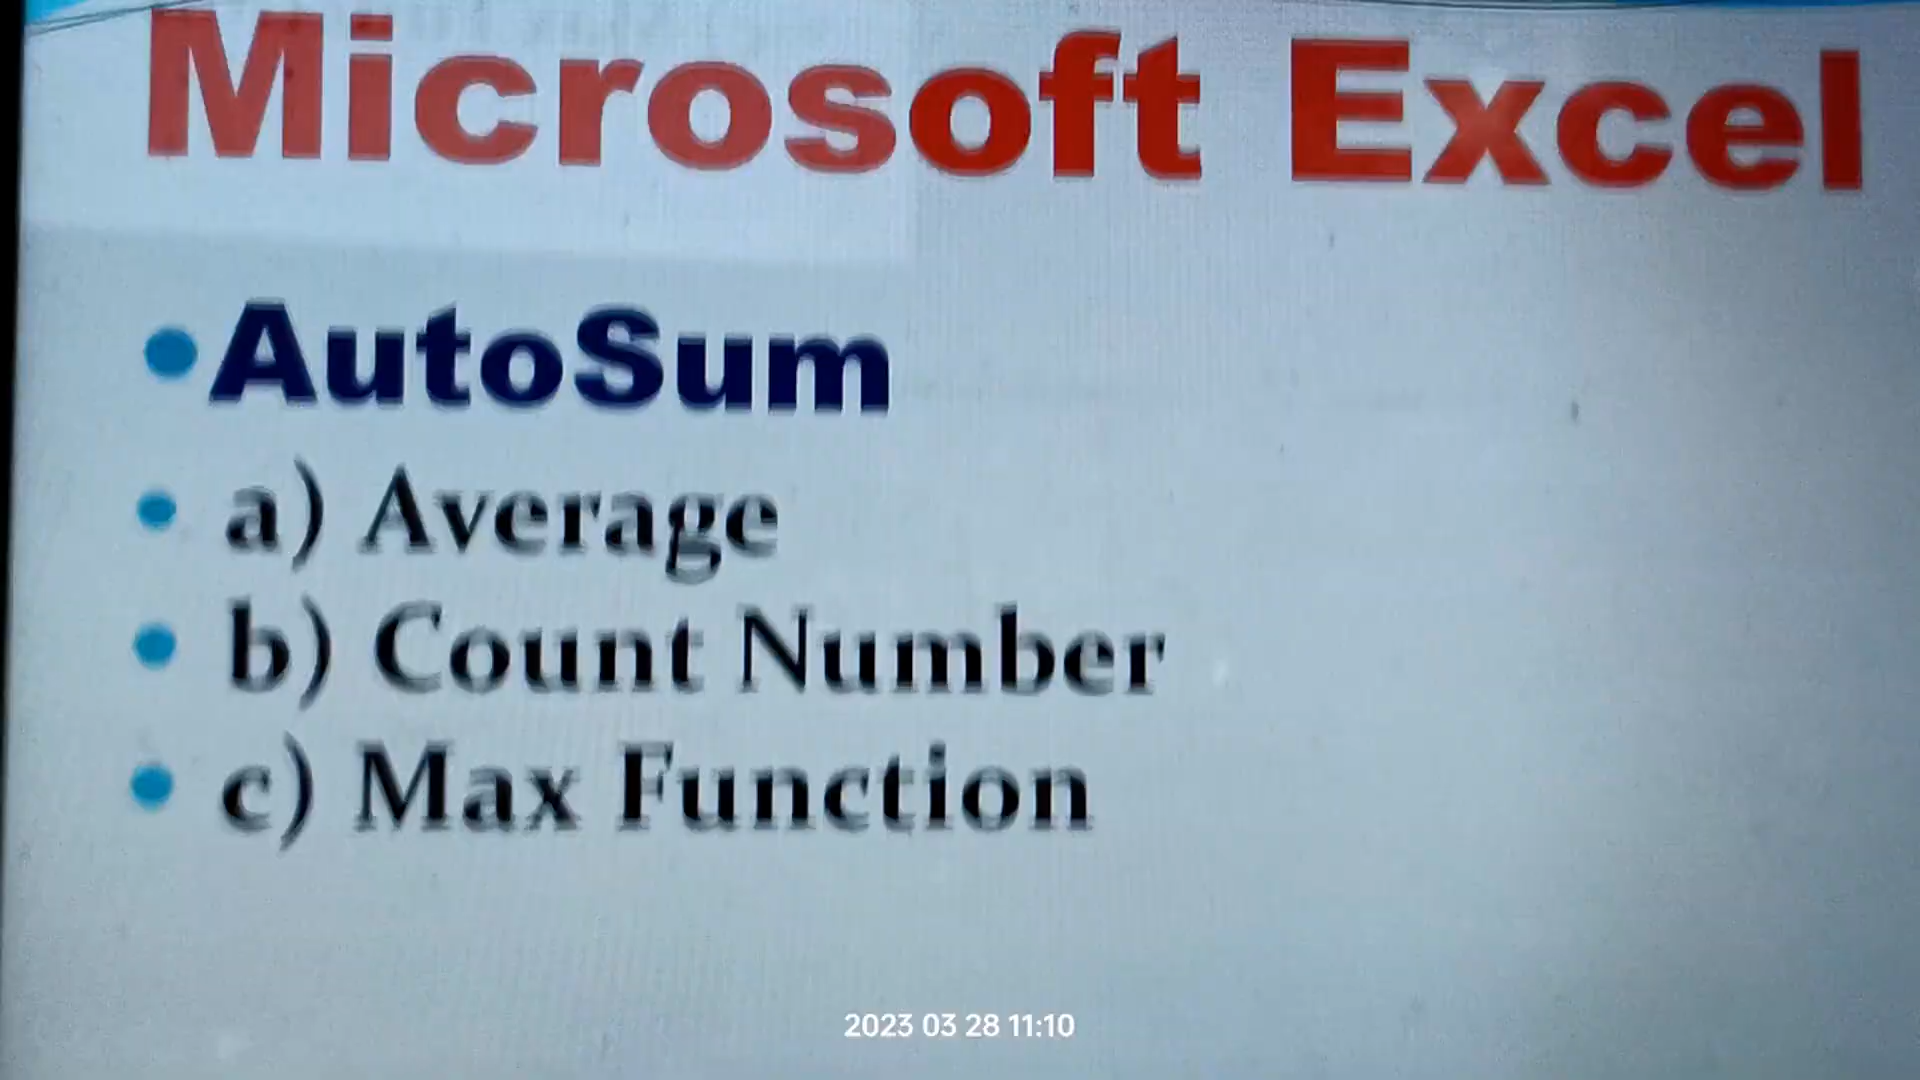 Microsoft Excel
•AutoSum
• a) Average
• b) Count Number
• c) Max Function
2023 03 28 11:10